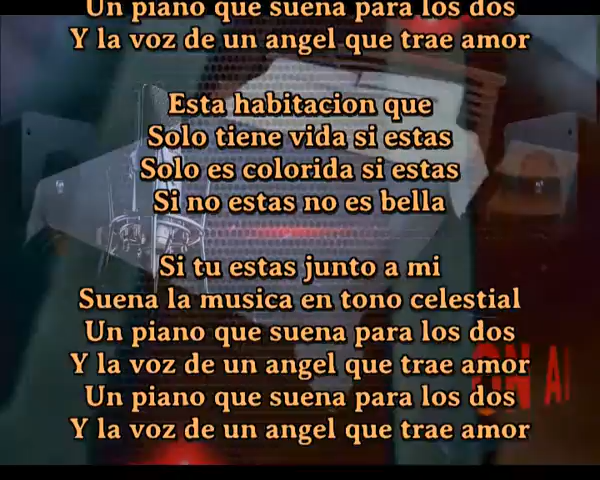 Un piano que suena para los dos
Y la voz de un angel que trae amor
Esta habitacion que
Solo tiene vida si estas
Solo es colorida si estas
Si no estas no es bella
Si tu estas junto a mi
Suena la musica en tono celestial
Un piano que suena para los dos
Y la voz de un angel que trae amor
Un piano que suena para los dos
Y la voz de un angel que trae amor
ON AI